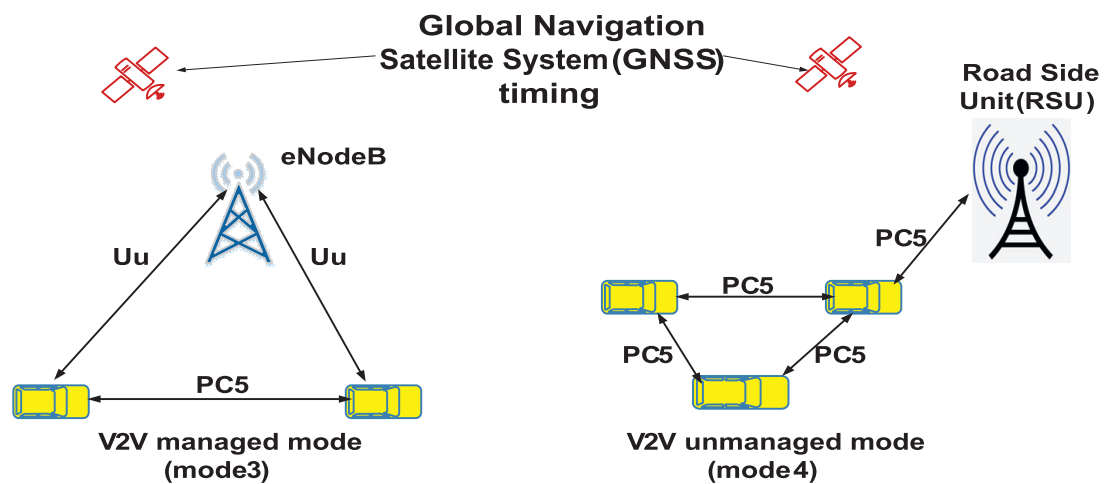 Global Navigation
Satellite System(GNSS)
timing
Road Side
Unit(RSU)
eNodeB
Uu
Uu
PC5
PC5
PC5
PC5
PC5
V2V managed mode
(mode3)
V2V unmanaged mode
(mode4)